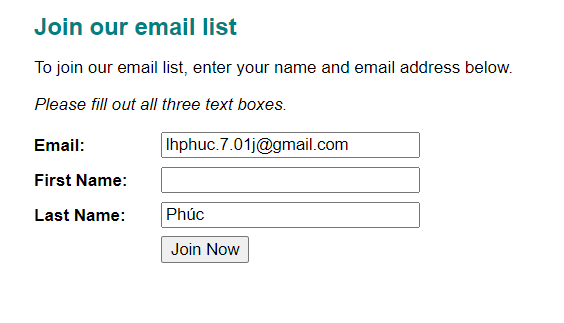 Join our email list
To join our email list, enter your name and email address below.
Please fill out all three text boxes.
Email: lhphuc.7.01j@gmail.com
First Name:
Last Name: Phúc
Join Now